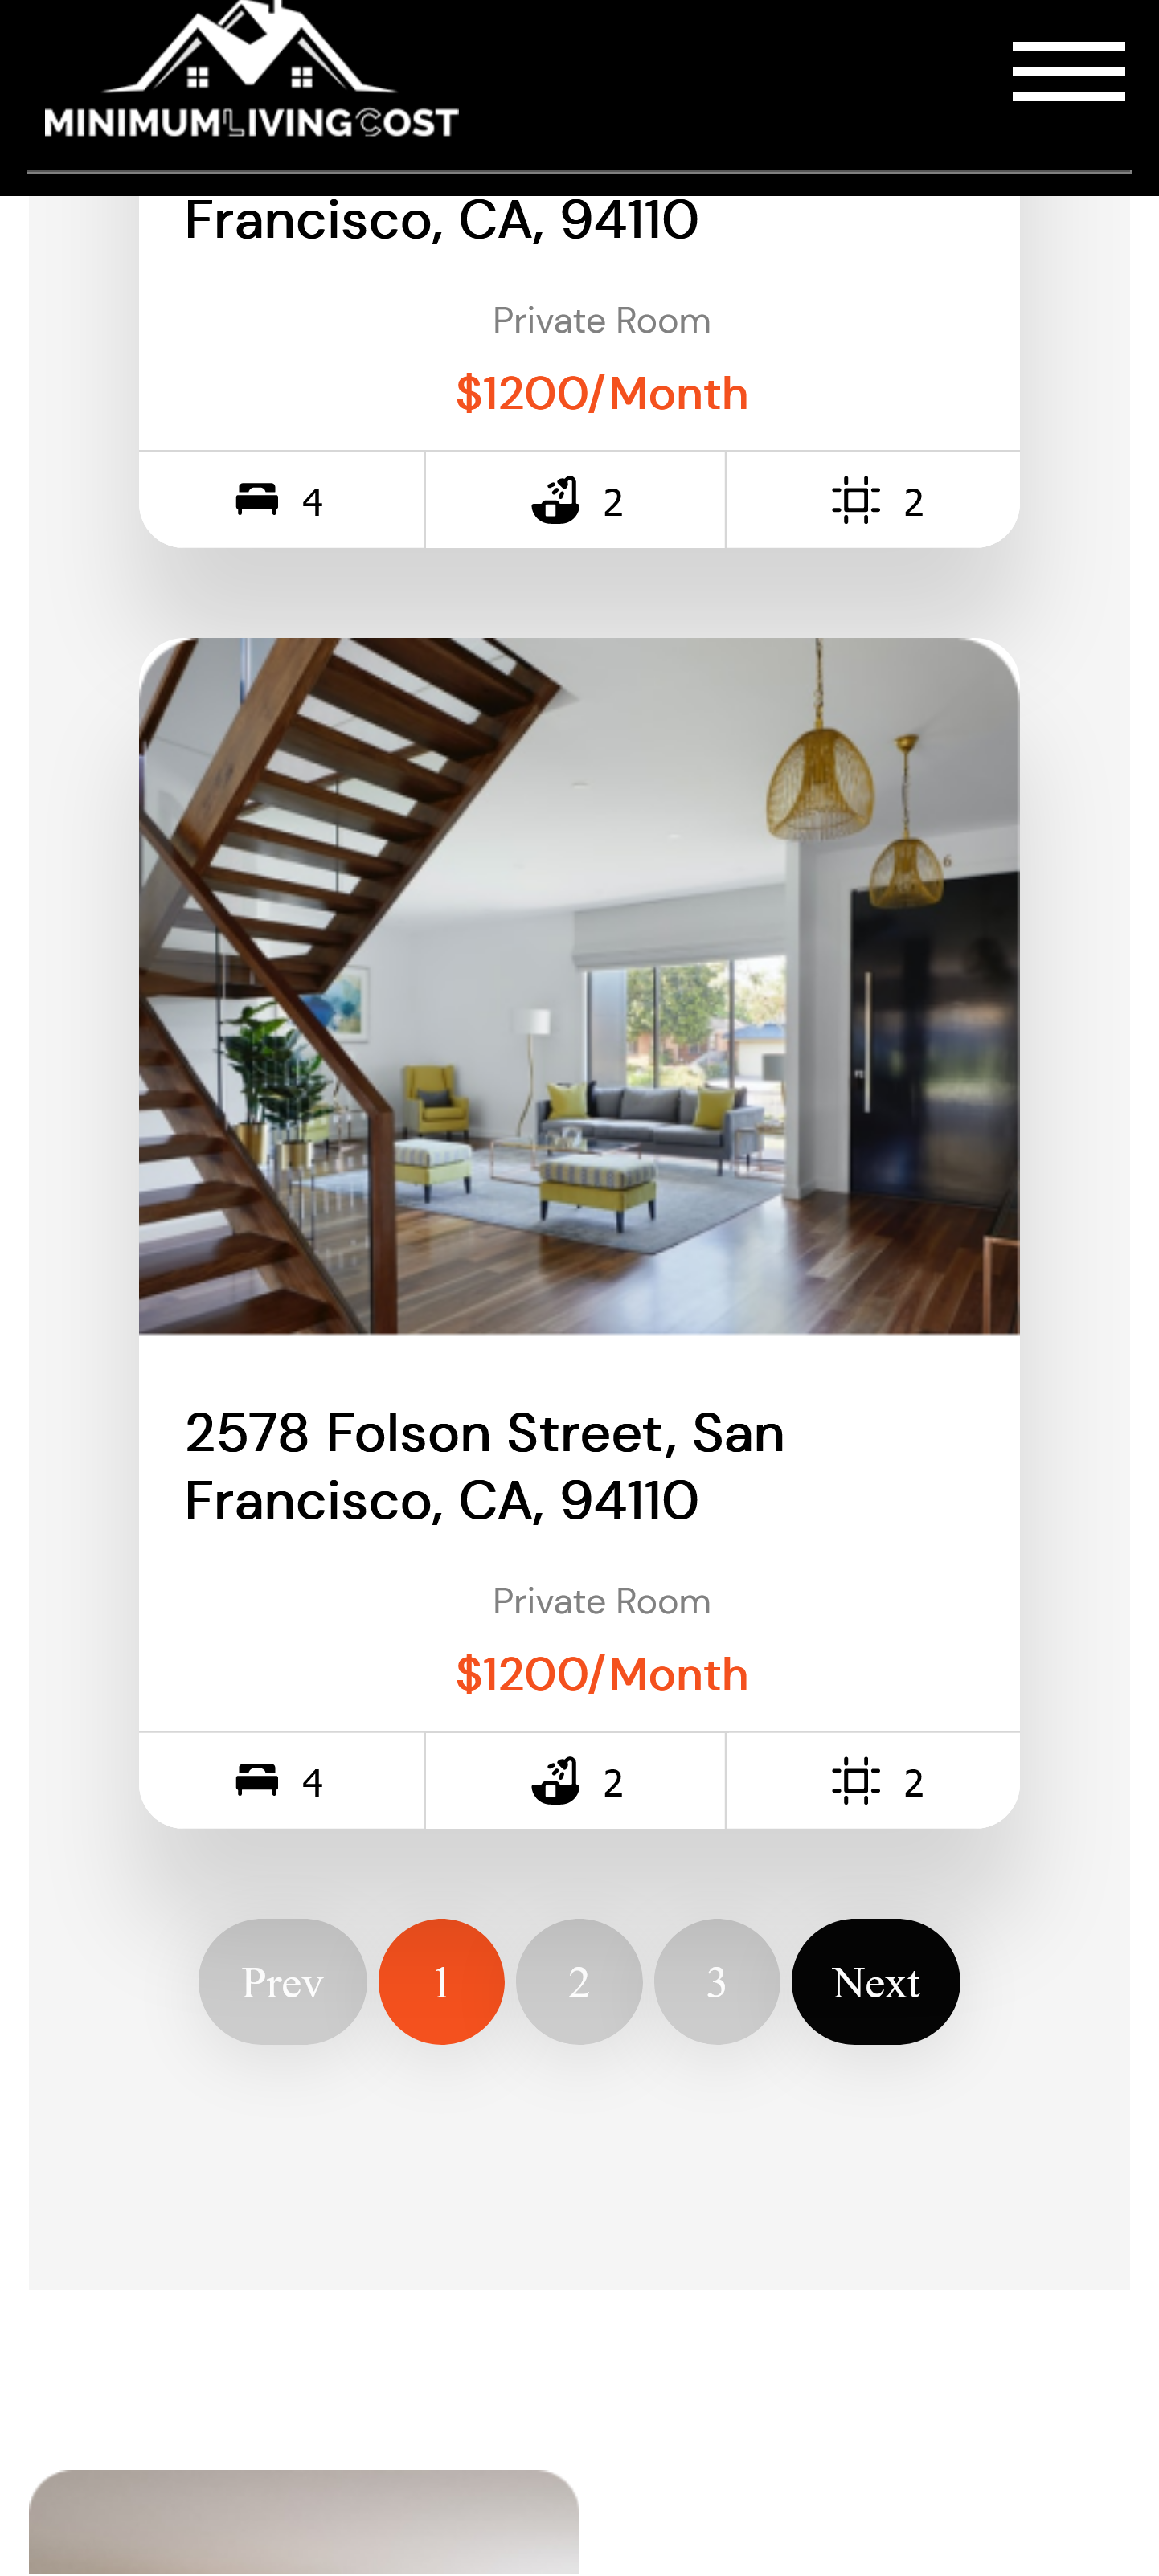 MINIMUMLIVINGCOST
Francisco, CA, 94110
Private Room
$1200/Month
4 2 2
6
2578 Folson Street, San
Francisco, CA, 94110
Private Room
$1200/Month
4 2 2
Prev 1 2 3 Next